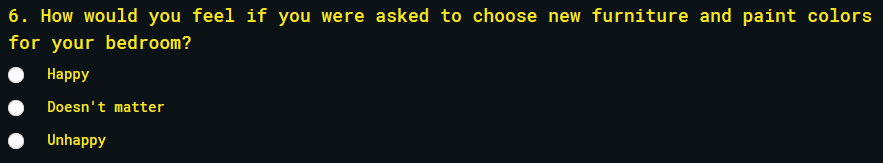 6. How would you feel if you were asked to choose new furniture and paint colors
for your bedroom?
Happy
Doesn't matter
Unhappy